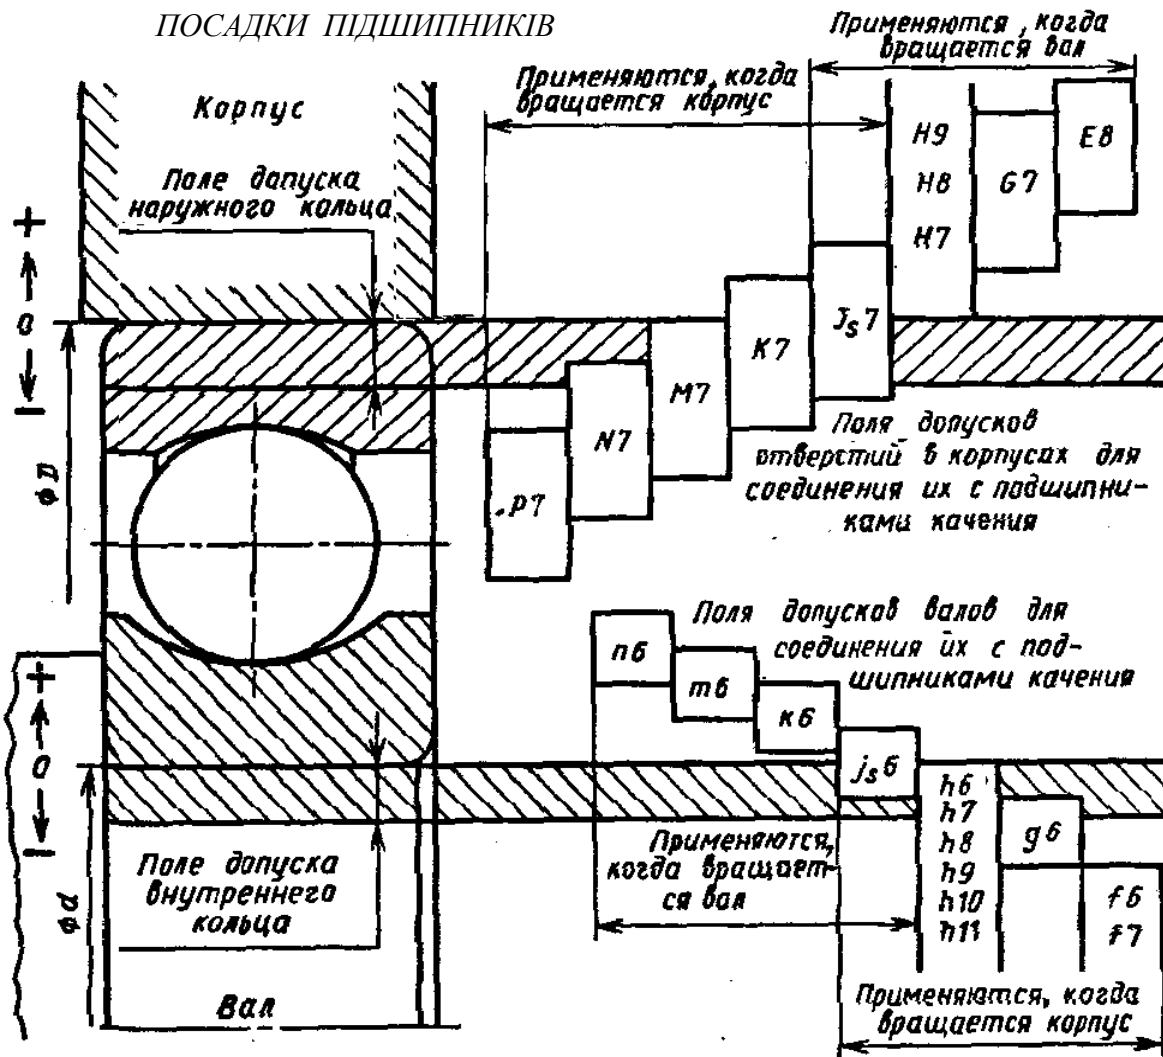 ПОСАДКИ ПІДШИПНИКІВ
Применяются, когда
вращается вал
Применяются, когда
вращается корпус
Корпус
Поле допуска
наружного кольца
H9
H8
H7
G7
E8
+
0
–
Js7
K7
M7
N7
P7
Поля допусков
отверстий в корпусах для
соединения их с подшипни-
ками качения
ϕD
Поля допусков валов для
соединения их с под-
шипниками качения
n6
m6
к6
js6
+
0
–
h6
h7
h8
h9
h10
h11
g6
f6
f7
Применяются,
когда вращает-
ся вал
Поле допуска
внутреннего
кольца
ϕd
Вал
Применяются, когда
вращается корпус